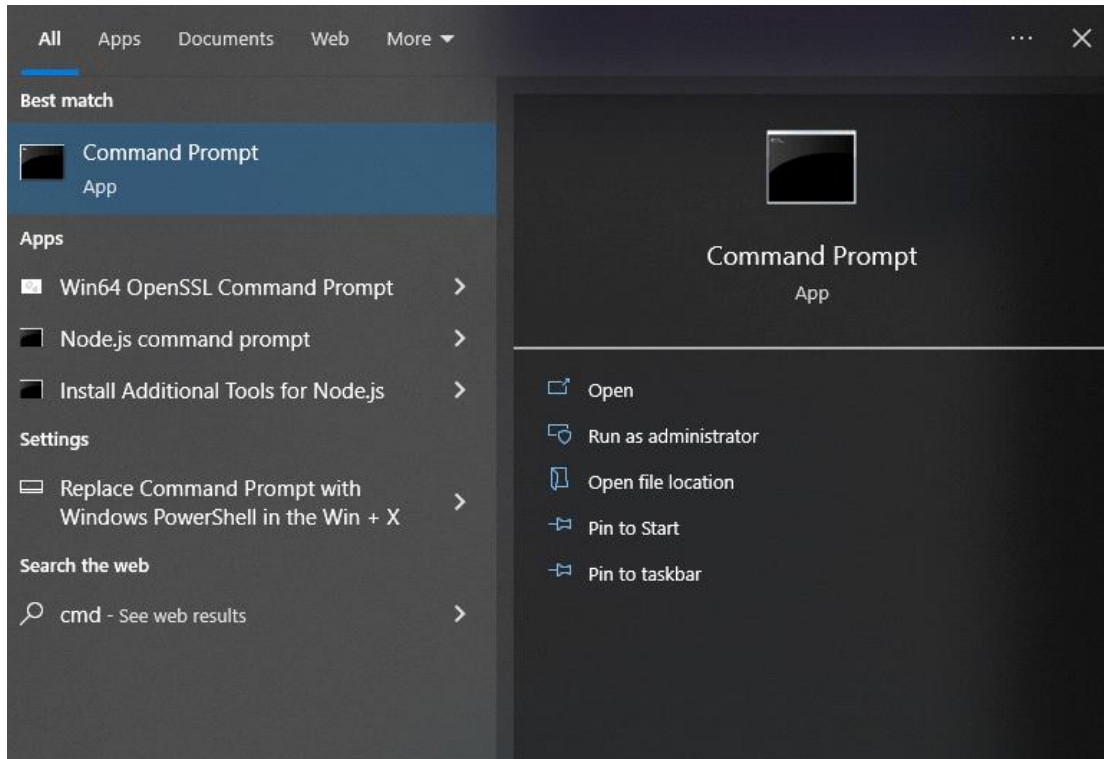 All Apps Documents Web More
Best match
Command Prompt
App
Apps
Win64 OpenSSL Command Prompt
Node.js command prompt
Install Additional Tools for Node.js
Settings
Replace Command Prompt with
Windows PowerShell in the Win + X
Search the web
cmd - See web results
Command Prompt
App
Open
Run as administrator
Open file location
Pin to Start
Pin to taskbar